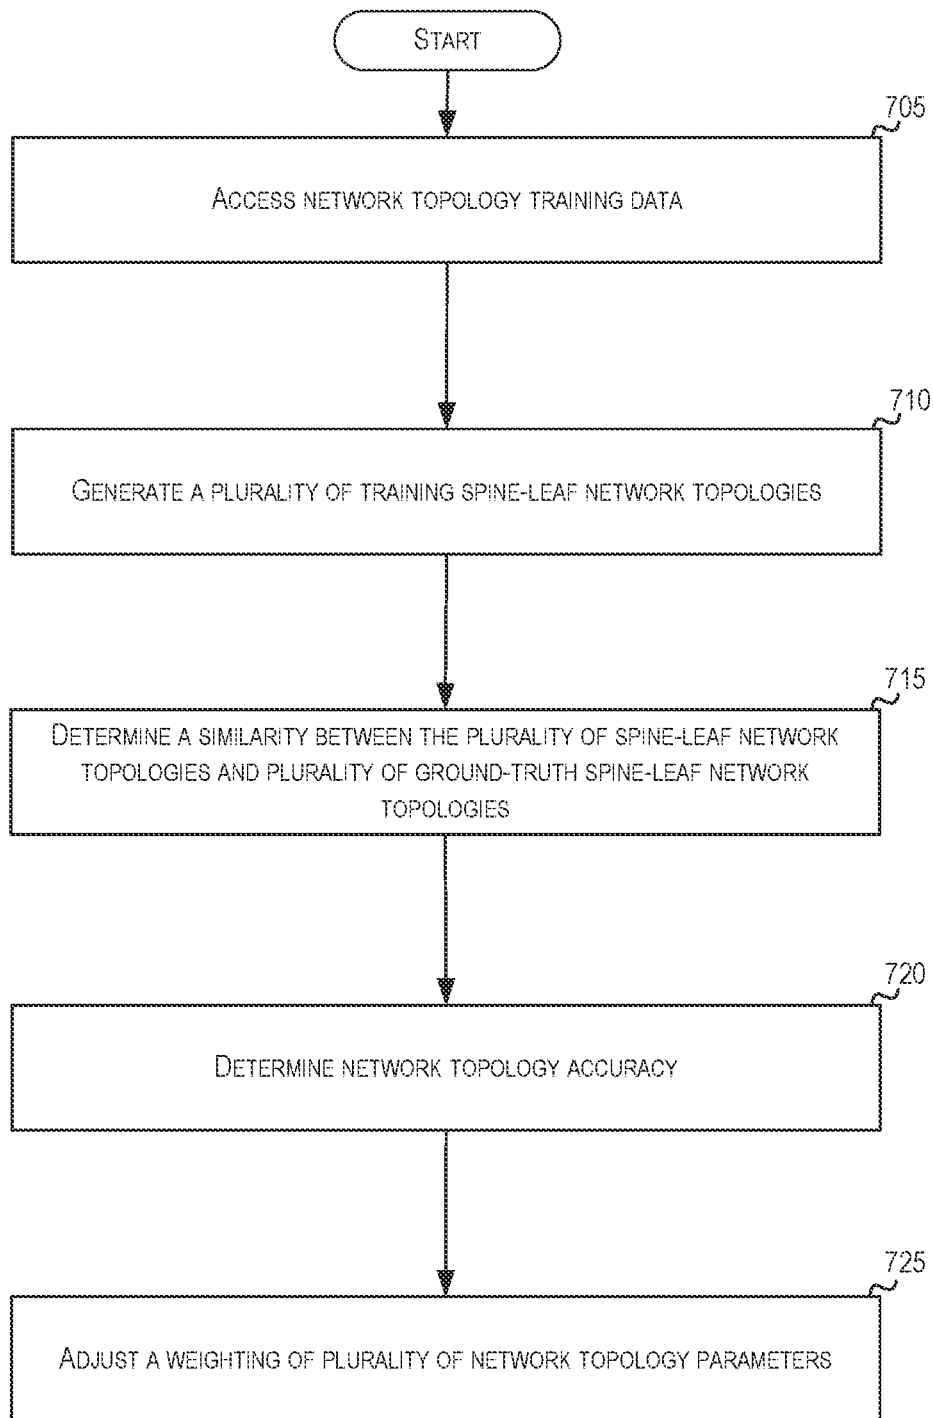 START
705
ACCESS NETWORK TOPOLOGY TRAINING DATA
710
GENERATE A PLURALITY OF TRAINING SPINE-LEAF NETWORK TOPOLOGIES
715
DETERMINE A SIMILARITY BETWEEN THE PLURALITY OF SPINE-LEAF NETWORK
TOPOLOGIES AND PLURALITY OF GROUND-TRUTH SPINE-LEAF NETWORK
TOPOLOGIES
720
DETERMINE NETWORK TOPOLOGY ACCURACY
725
ADJUST A WEIGHTING OF PLURALITY OF NETWORK TOPOLOGY PARAMETERS